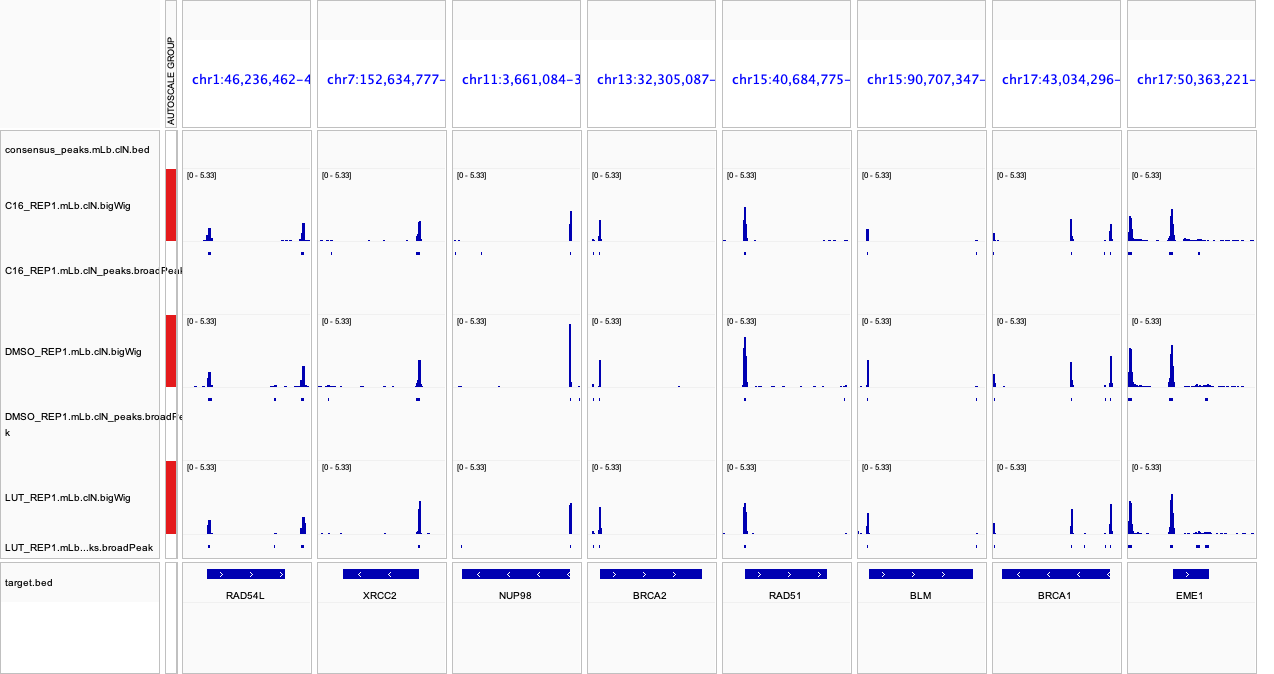 AUTOSCALE GROUP
chr1:46,236,462-4
chr7:152,634,777-
chr11:3,661,084-3
chr13:32,305,087-
chr15:40,684,775-
chr15:90,707,347-
chr17:43,034,296-
chr17:50,363,221-
consensus_peaks.mLb.clN.bed
[0 - 5.33] [0 - 5.33] [0 - 5.33] [0 - 5.33] [0 - 5.33] [0 - 5.33] [0 - 5.33] [0 - 5.33]
C16_REP1.mLb.clN.bigWig
C16_REP1.mLb.clN_peaks.broadPeak
[0 - 5.33] [0 - 5.33] [0 - 5.33] [0 - 5.33] [0 - 5.33] [0 - 5.33] [0 - 5.33] [0 - 5.33]
DMSO_REP1.mLb.clN.bigWig
DMSO_REP1.mLb.clN_peaks.broadPe
k
[0 - 5.33] [0 - 5.33] [0 - 5.33] [0 - 5.33] [0 - 5.33] [0 - 5.33] [0 - 5.33] [0 - 5.33]
LUT_REP1.mLb.clN.bigWig
LUT_REP1.mLb...ks.broadPeak
target.bed
RAD54L XRCC2 NUP98 BRCA2 RAD51 BLM BRCA1 EME1